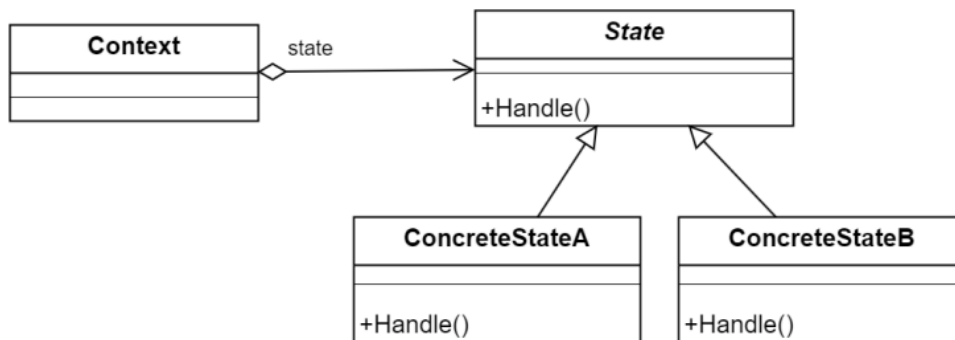 Context
state
State
+Handle()
ConcreteStateA
ConcreteStateB
+Handle()
+Handle()